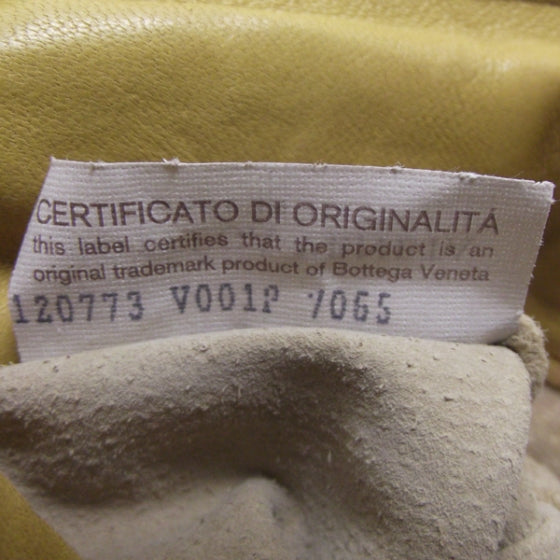 CERTIFICATO DI ORIGINALITÁ
this label certifies that the product is an
original trademark product of Bottega Veneta
120773 V001P 7065